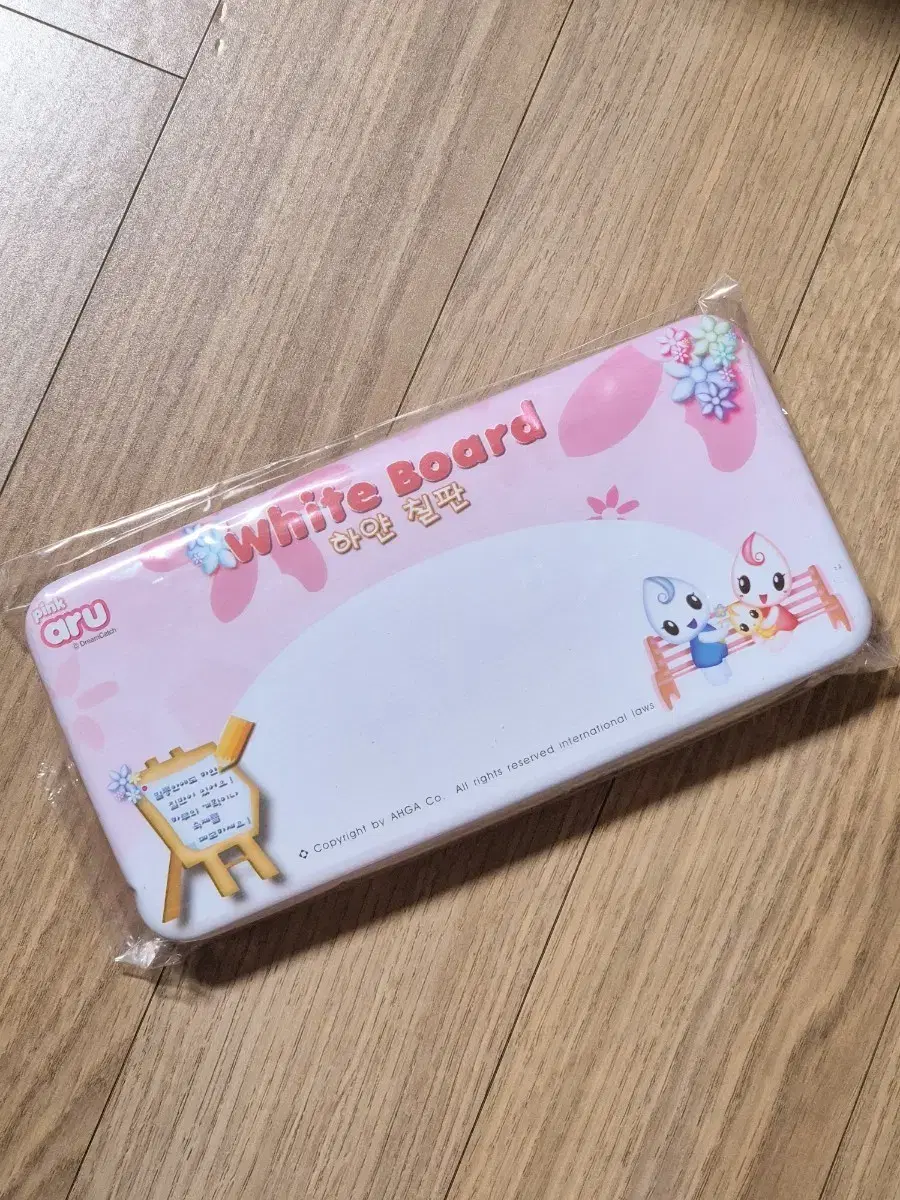 White Board
하얀 칠판
pink
aru
© DreamCatch
Copyright by AHGA Co. All rights reserved international laws